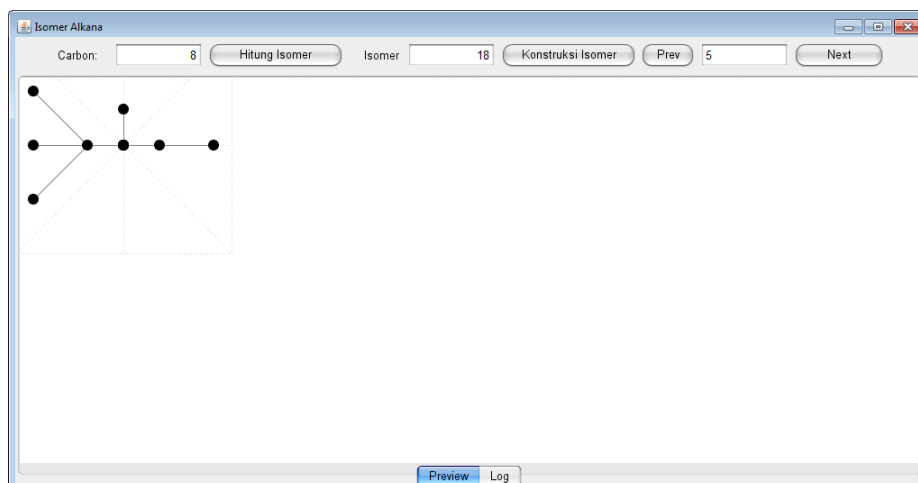 Isomer Alkana
Carbon: 8 Hitung Isomer Isomer 18 Konstruksi Isomer Prev 5 Next
Preview Log